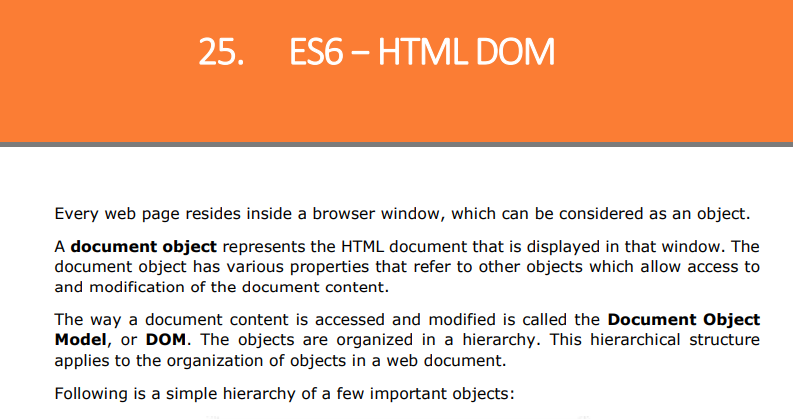 25. ES6 – HTML DOM
Every web page resides inside a browser window, which can be considered as an object.
A document object represents the HTML document that is displayed in that window. The
document object has various properties that refer to other objects which allow access to
and modification of the document content.
The way a document content is accessed and modified is called the Document Object
Model, or DOM. The objects are organized in a hierarchy. This hierarchical structure
applies to the organization of objects in a web document.
Following is a simple hierarchy of a few important objects: